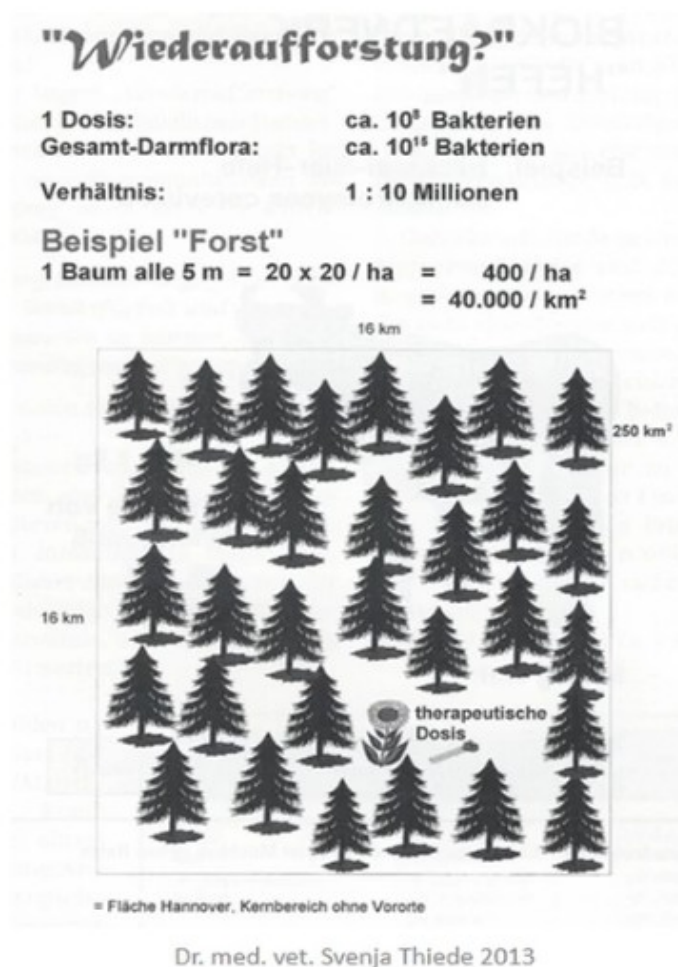 "Wiederaufforstung?"
1 Dosis: ca. 10⁸ Bakterien
Gesamt-Darmflora: ca. 10¹⁵ Bakterien
Verhältnis: 1 : 10 Millionen
Beispiel "Forst"
1 Baum alle 5 m = 20 x 20 / ha = 400 / ha
= 40.000 / km²
16 km
250 km²
16 km
therapeutische
Dosis
= Fläche Hannover, Kernbereich ohne Vororte
Dr. med. vet. Svenja Thiede 2013